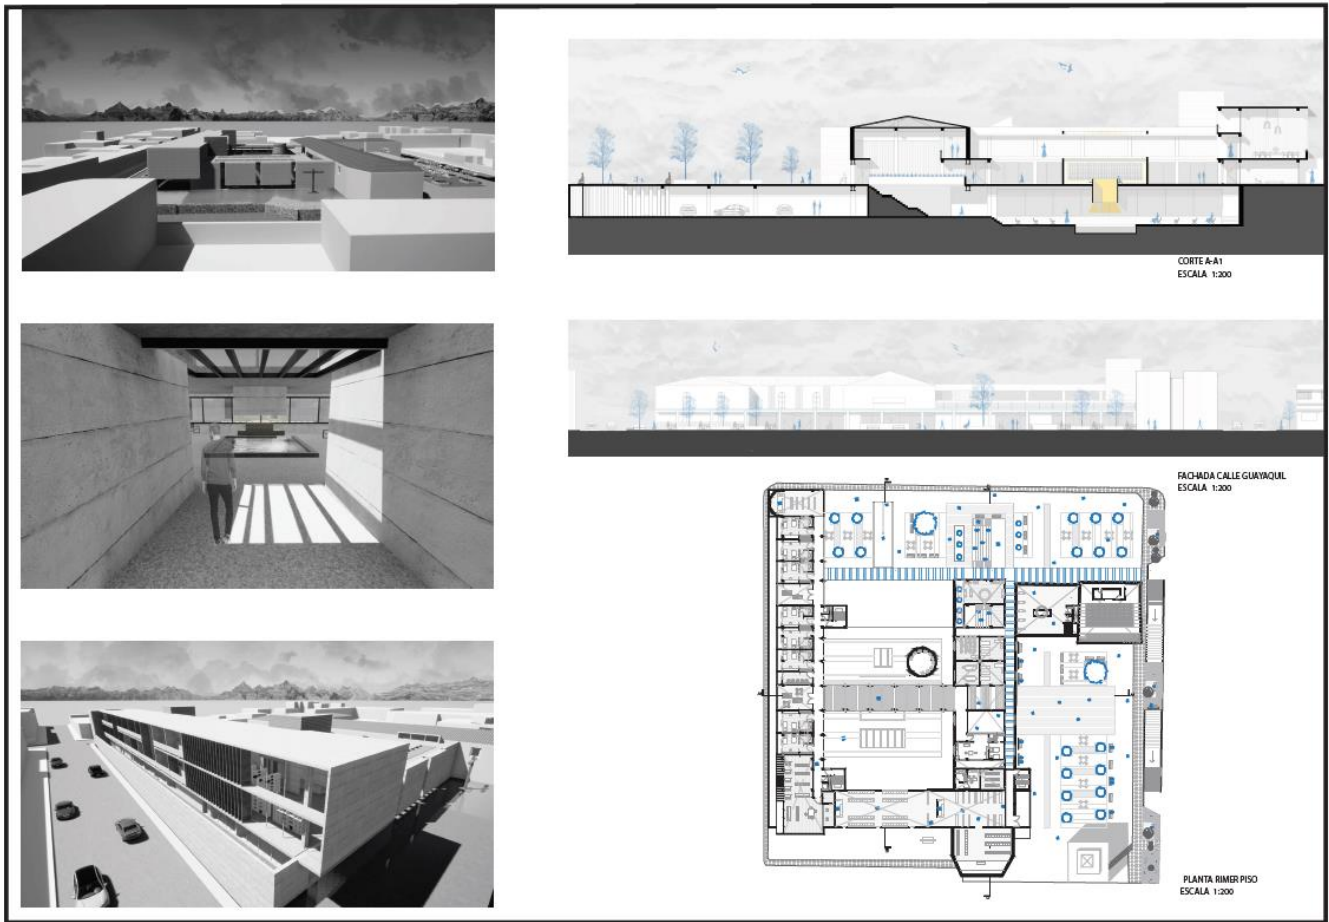 CORTE A-A1
ESCALA 1:200
FACHADA CALLE GUAYAQUIL
ESCALA 1:200
PLANTA RIMER PISO
ESCALA 1:200